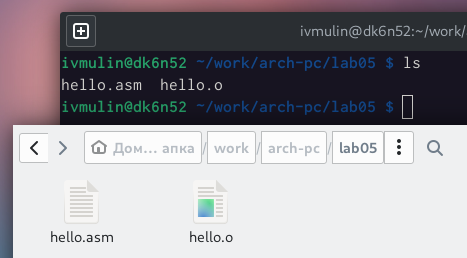 ivmulin@dk6n52:~/work/
ivmulin@dk6n52 ~/work/arch-pc/lab05 $ ls
hello.asm  hello.o
ivmulin@dk6n52 ~/work/arch-pc/lab05 $
Дом… апка / work / arch-pc / lab05
hello.asm  hello.o